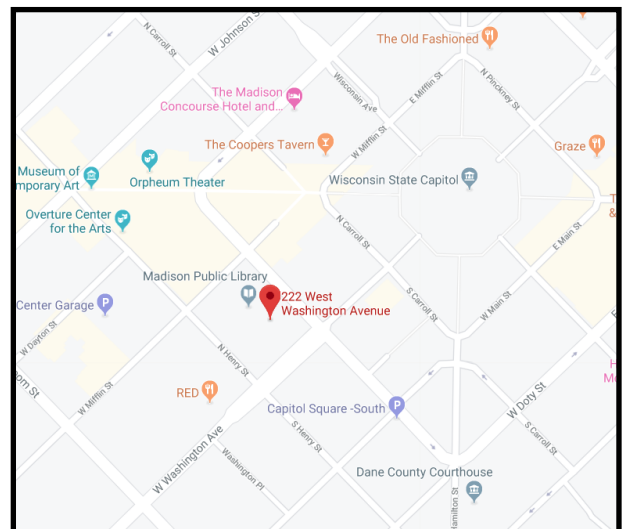 N Carroll St
W Johnson S
The Old Fashioned
The Madison
Concourse Hotel and...
Wisconsin Ave
E Mifflin St
N Pinckney St
The Coopers Tavern
W Mifflin St
Graze
Museum of
mporary Art
Orpheum Theater
Wisconsin State Capitol
T
&
Overture Center
for the Arts
N Carroll St
E Main St
Madison Public Library
222 West
Washington Avenue
Center Garage
S Carroll St
W Main St
W Dayton St
N Henry St
H
M
om St
W Mifflin St
RED
Capitol Square -South
W Doty St
S Henry St
S Carroll St
W Washington Ave
Washington Pl
Dane County Courthouse
Hamilton St